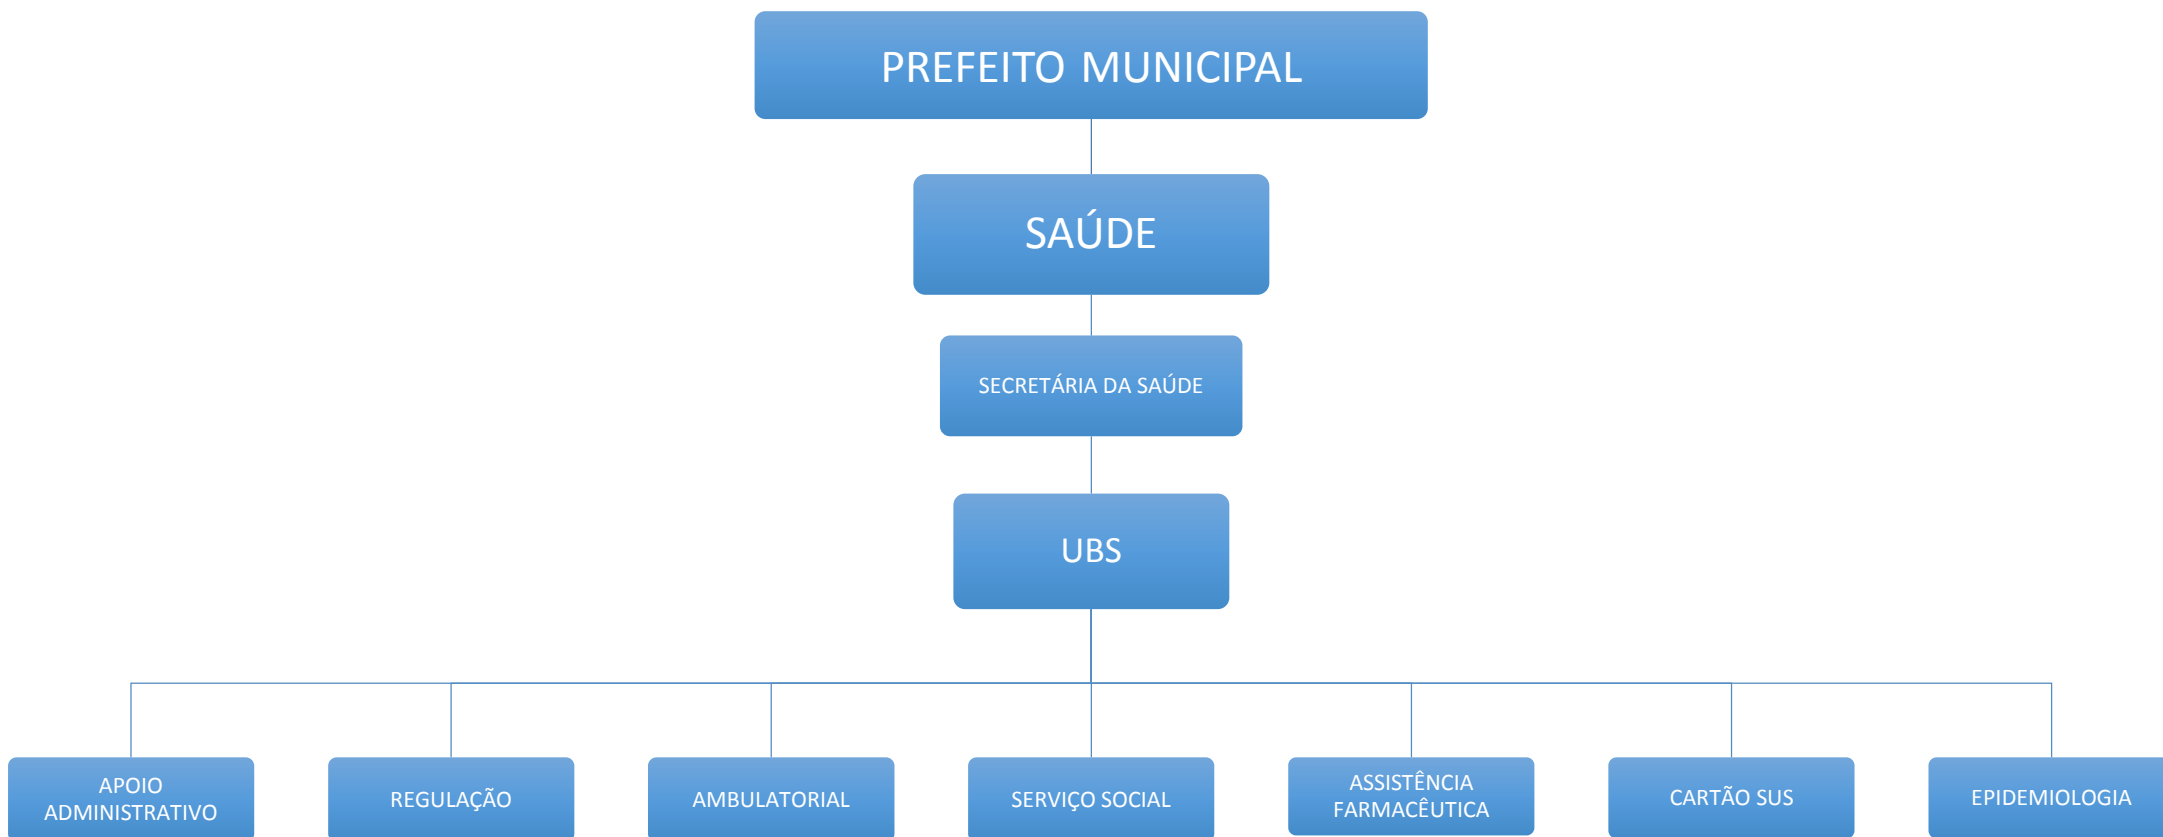 PREFEITO MUNICIPAL
SAÚDE
SECRETÁRIA DA SAÚDE
UBS
APOIO
ADMINISTRATIVO
REGULAÇÃO
AMBULATORIAL
SERVIÇO SOCIAL
ASSISTÊNCIA
FARMACÊUTICA
CARTÃO SUS
EPIDEMIOLOGIA